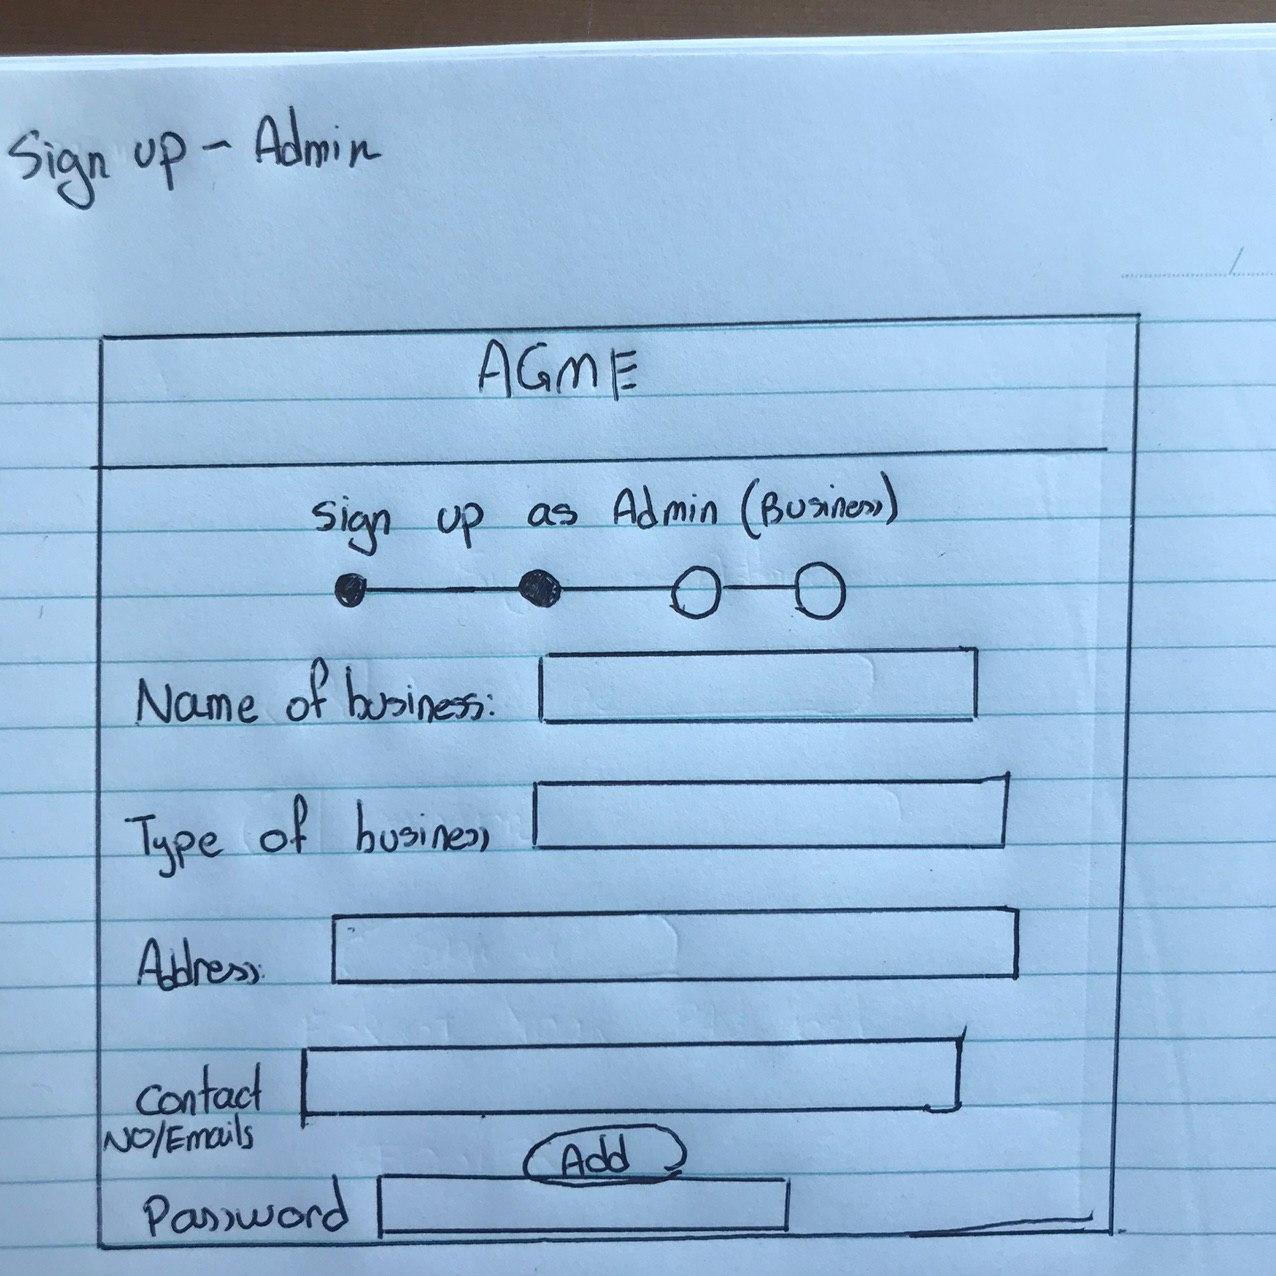 Sign up - Admin
AGME
Sign up as Admin (Business)
Name of business:
Type of business
Address:
Contact
NO/Emails
Add
Password